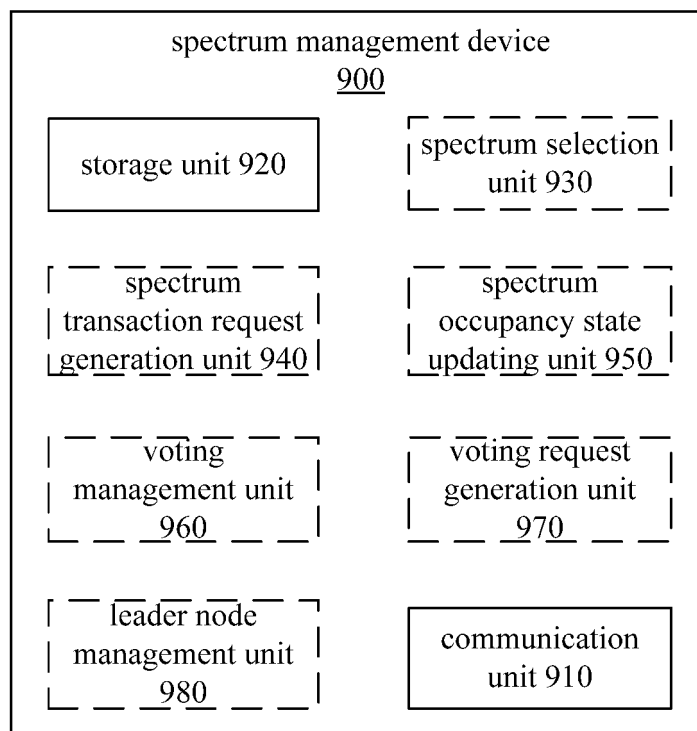 spectrum management device
900
storage unit 920
spectrum selection
unit 930
spectrum
transaction request
generation unit 940
spectrum
occupancy state
updating unit 950
voting
management unit
960
voting request
generation unit
970
leader node
management unit
980
communication
unit 910